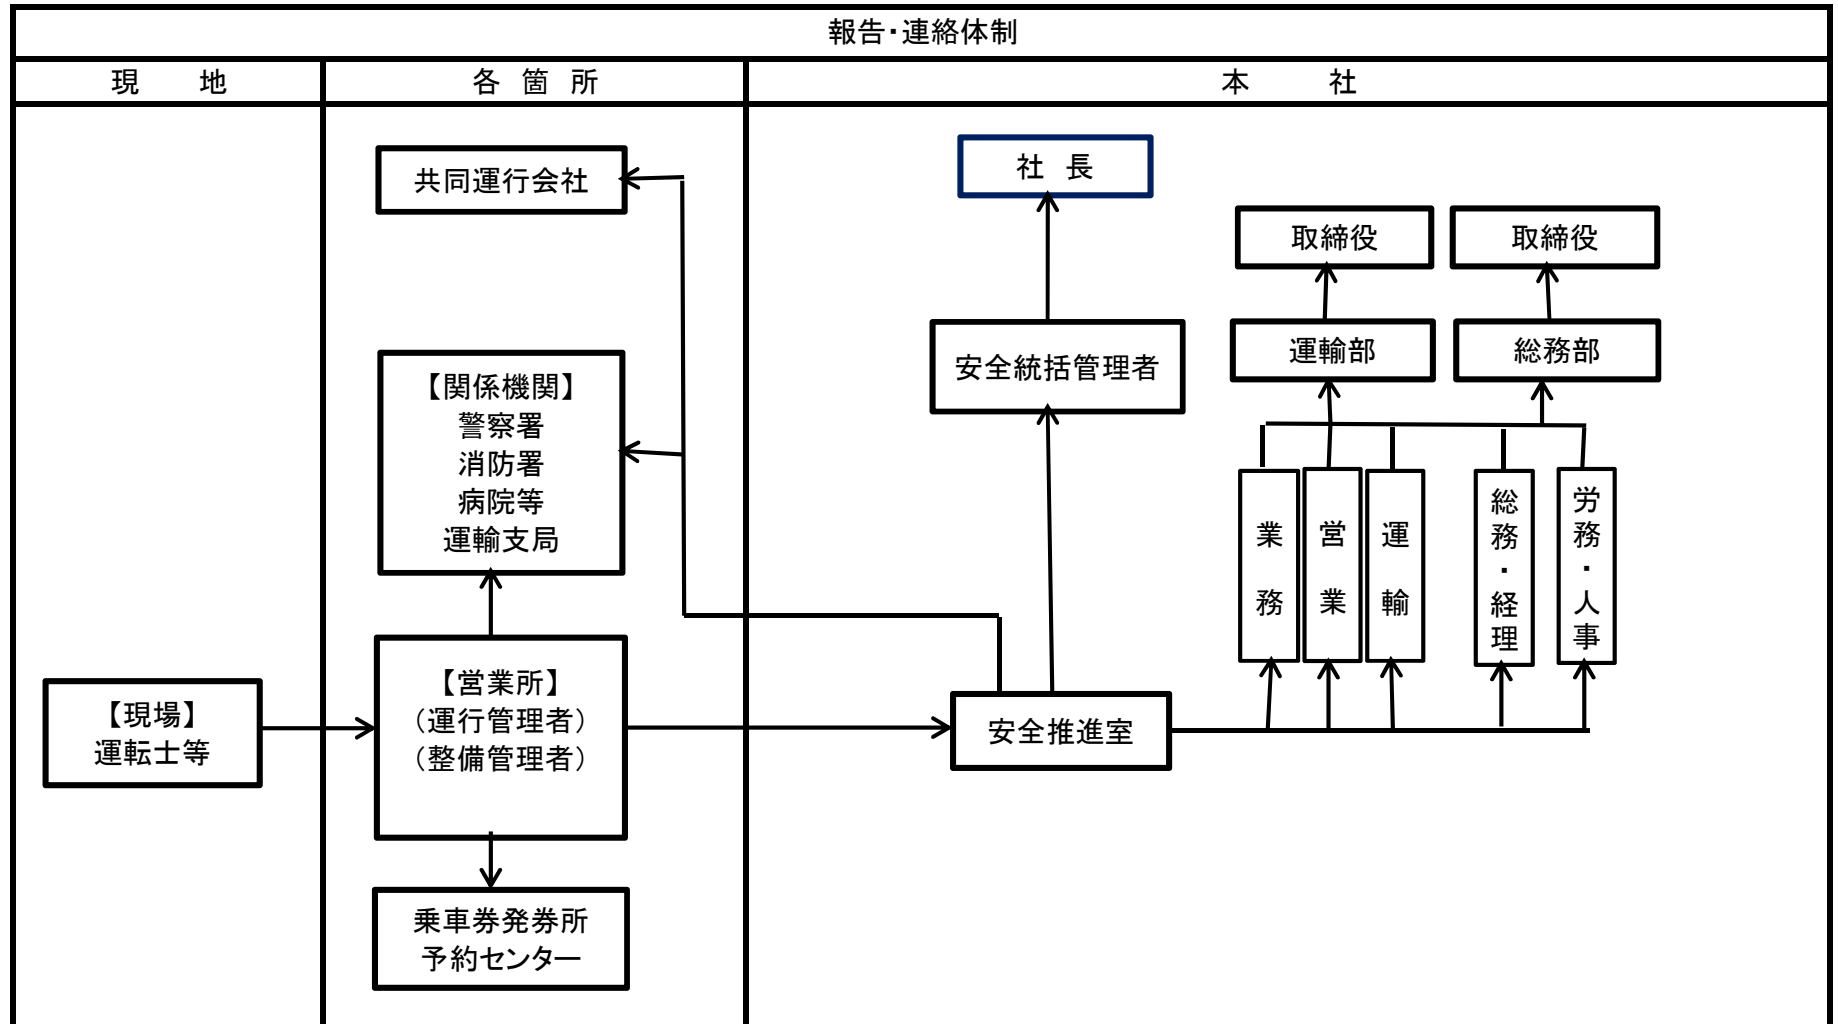 報告・連絡体制
現　　地
各　箇　所
本　　　社
共同運行会社
【関係機関】
警察署
消防署
病院等
運輸支局
【現場】
運転士等
【営業所】
（運行管理者）
（整備管理者）
乗車券発券所
予約センター
社　長
安全統括管理者
安全推進室
取締役
取締役
運輸部
総務部
業務
営業
運輸
総務・経理
労務・人事